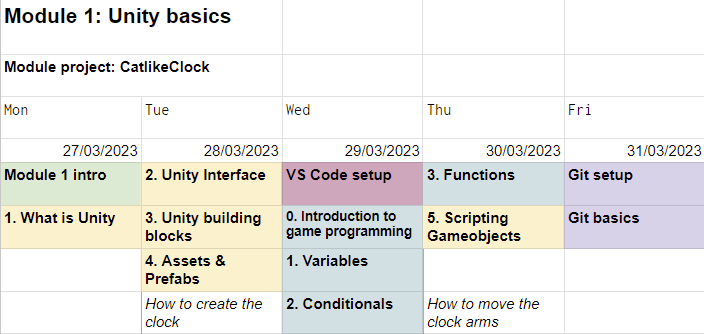 Module 1: Unity basics
Module project: CatlikeClock
Mon Tue Wed Thu Fri
27/03/2023 28/03/2023 29/03/2023 30/03/2023 31/03/2023
Module 1 intro 2. Unity Interface VS Code setup 3. Functions Git setup
1. What is Unity 3. Unity building blocks 0. Introduction to game programming 5. Scripting Gameobjects Git basics
4. Assets & Prefabs 1. Variables
How to create the clock 2. Conditionals How to move the clock arms